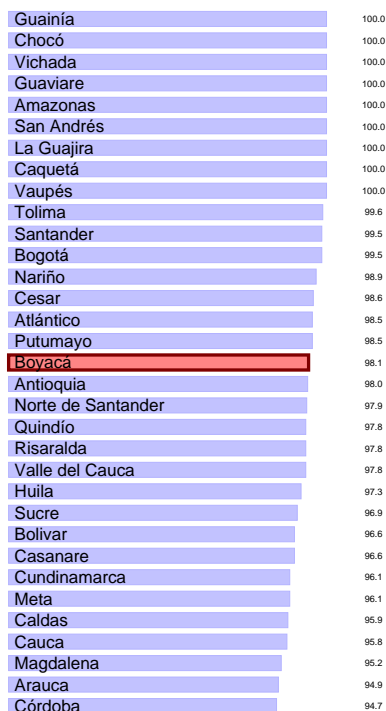 Guainía 100.0
Chocó 100.0
Vichada 100.0
Guaviare 100.0
Amazonas 100.0
San Andrés 100.0
La Guajira 100.0
Caquetá 100.0
Vaupés 100.0
Tolima 99.6
Santander 99.5
Bogotá 99.5
Nariño 98.9
Cesar 98.6
Atlántico 98.5
Putumayo 98.5
Boyacá 98.1
Antioquia 98.0
Norte de Santander 97.9
Quindío 97.8
Risaralda 97.8
Valle del Cauca 97.8
Huila 97.3
Sucre 96.9
Bolivar 96.6
Casanare 96.6
Cundinamarca 96.1
Meta 96.1
Caldas 95.9
Cauca 95.8
Magdalena 95.2
Arauca 94.9
Córdoba 94.7